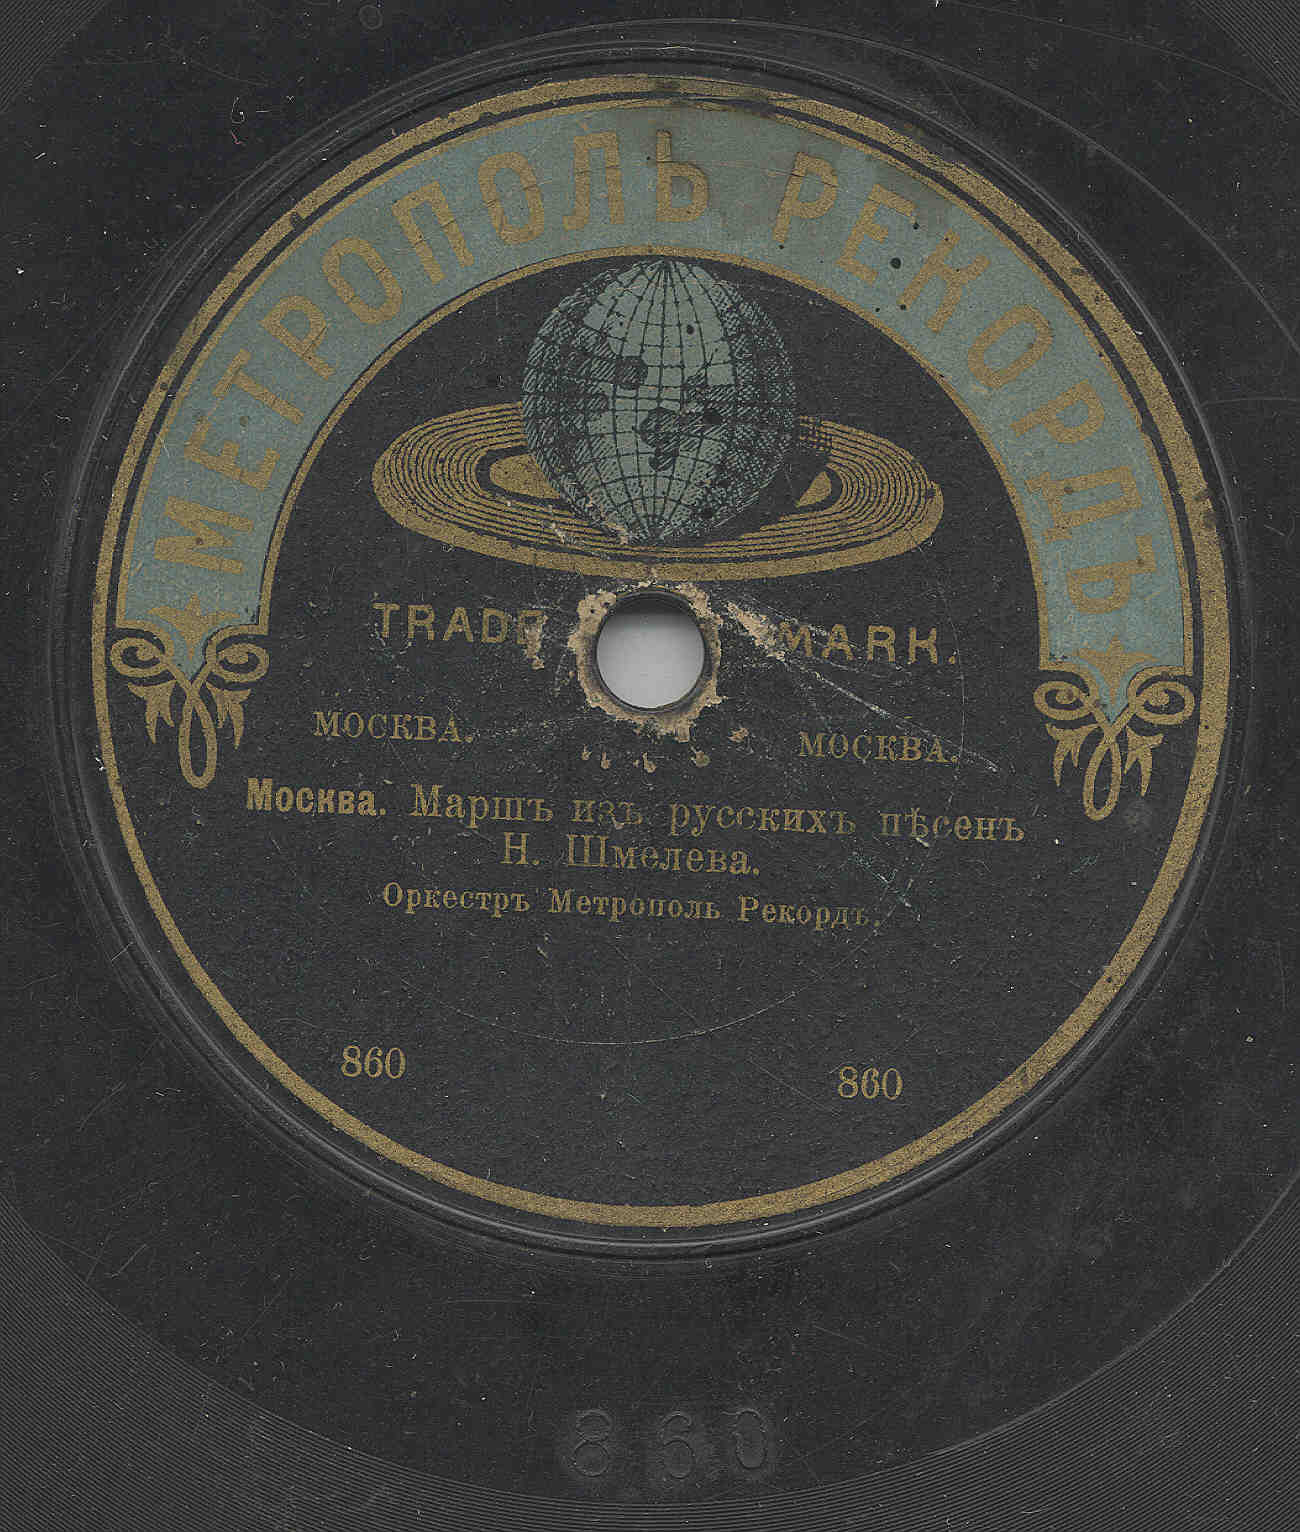 МЕТРОПОЛЬ РЕКОРДЪ
TRADE MARK.
МОСКВА. МОСКВА.
Москва. Маршъ изъ русскихъ пѣсенъ
Н. Шмелева.
Оркестръ Метрополь Рекордъ.
860 860
860